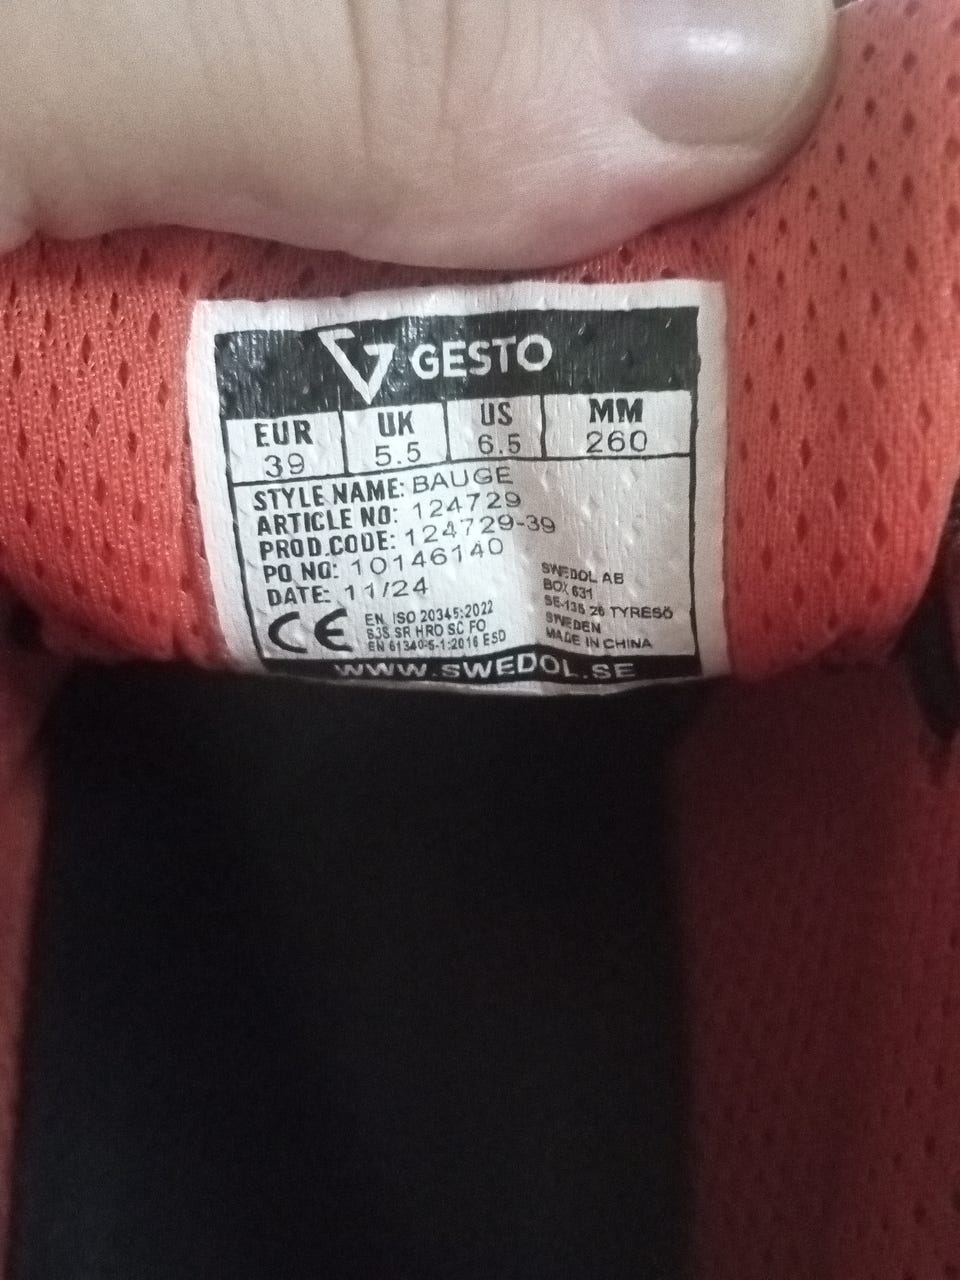 GESTO
EUR UK US MM
39 5.5 6.5 260
STYLE NAME: BAUGE
ARTICLE NO: 124729
PROD.CODE: 124729-39
PO NO: 10146140
DATE: 11/24
CE
EN ISO 20345:2022
S3S SR HRO SC FO
EN 61340-5-1:2016 ESD
SWEDOL AB
BOX 631
SE-135 26 TYRESÖ
SWEDEN
MADE IN CHINA
WWW.SWEDOL.SE